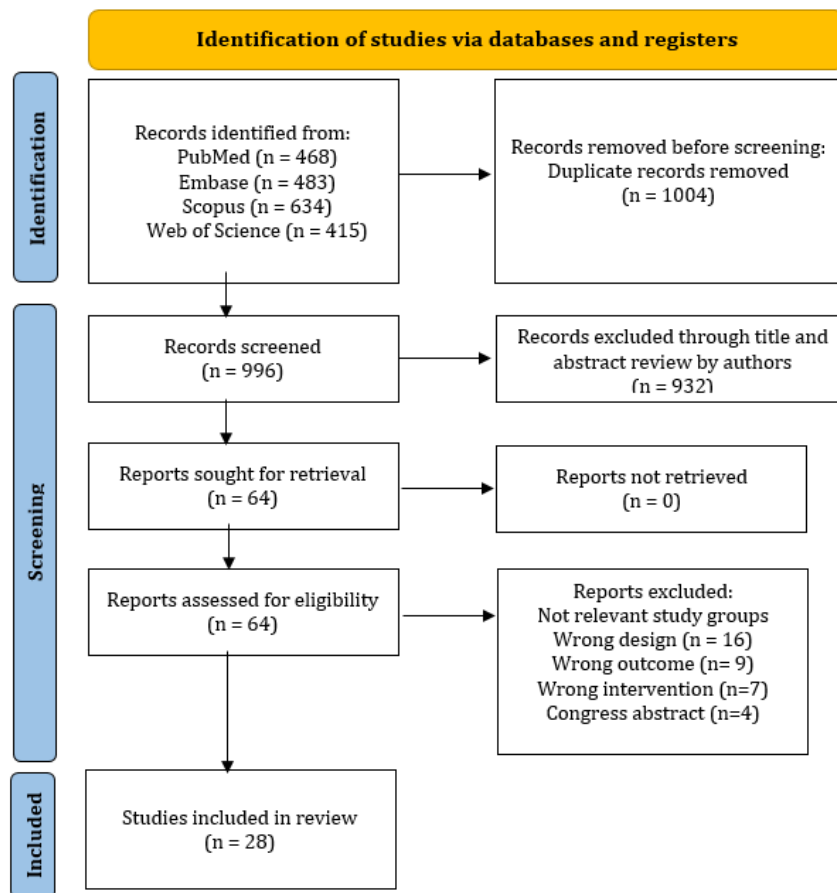 Identification of studies via databases and registers
Identification
Records identified from:
PubMed (n = 468)
Embase (n = 483)
Scopus (n = 634)
Web of Science (n = 415)
Records removed before screening:
Duplicate records removed
(n = 1004)
Screening
Records screened
(n = 996)
Records excluded through title and
abstract review by authors
(n = 932)
Reports sought for retrieval
(n = 64)
Reports not retrieved
(n = 0)
Reports assessed for eligibility
(n = 64)
Reports excluded:
Not relevant study groups
Wrong design (n = 16)
Wrong outcome (n= 9)
Wrong intervention (n=7)
Congress abstract (n=4)
Included
Studies included in review
(n = 28)